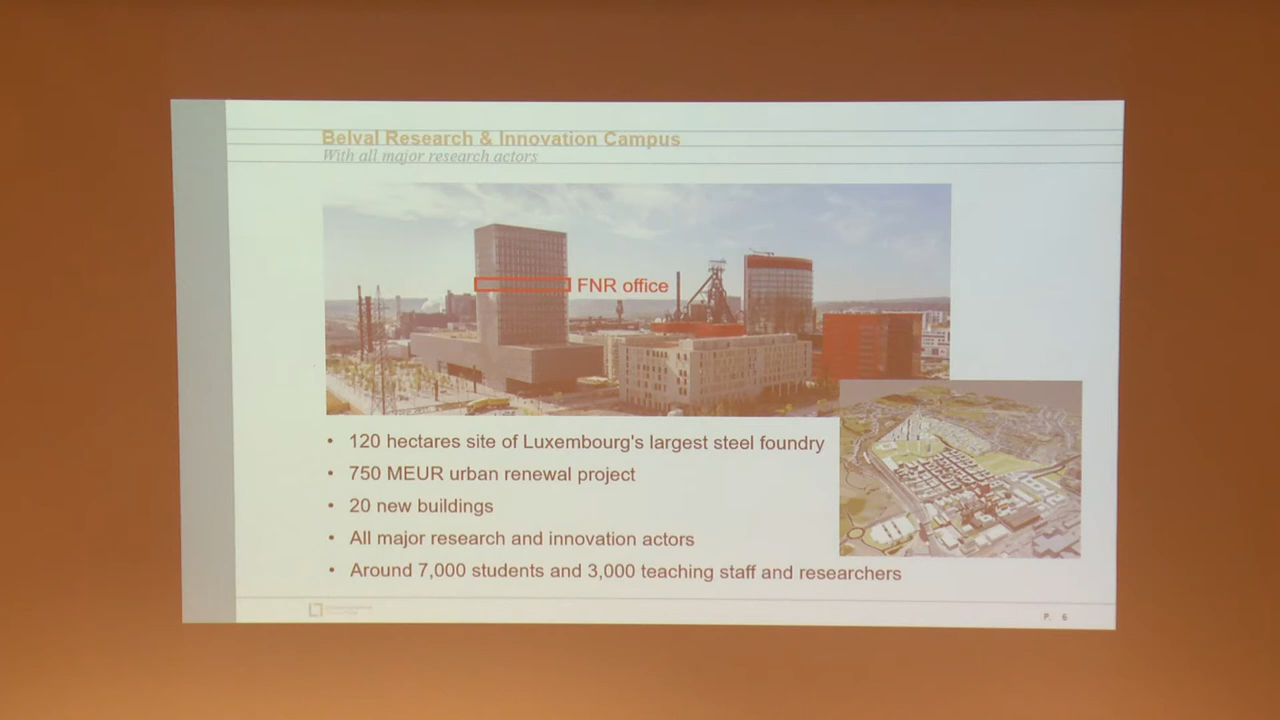 Belval Research & Innovation Campus
With all major research actors
FNR office
• 120 hectares site of Luxembourg's largest steel foundry
• 750 MEUR urban renewal project
• 20 new buildings
• All major research and innovation actors
• Around 7,000 students and 3,000 teaching staff and researchers
P. 6